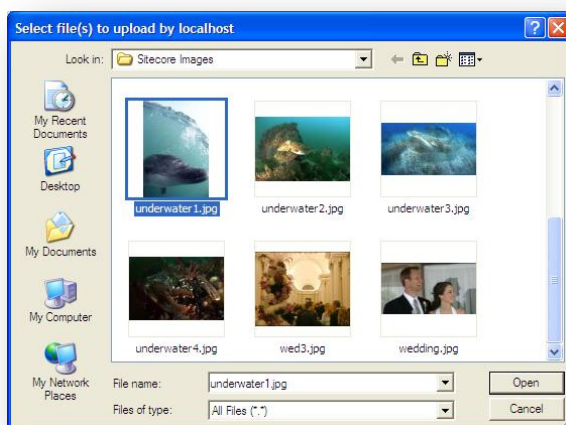 Select file(s) to upload by localhost
Look in:
Sitecore Images
My Recent
Documents
Desktop
My Documents
My Computer
My Network
Places
underwater1.jpg
underwater2.jpg
underwater3.jpg
underwater4.jpg
wed3.jpg
wedding.jpg
File name:
underwater1.jpg
Open
Files of type:
All Files (*.*)
Cancel